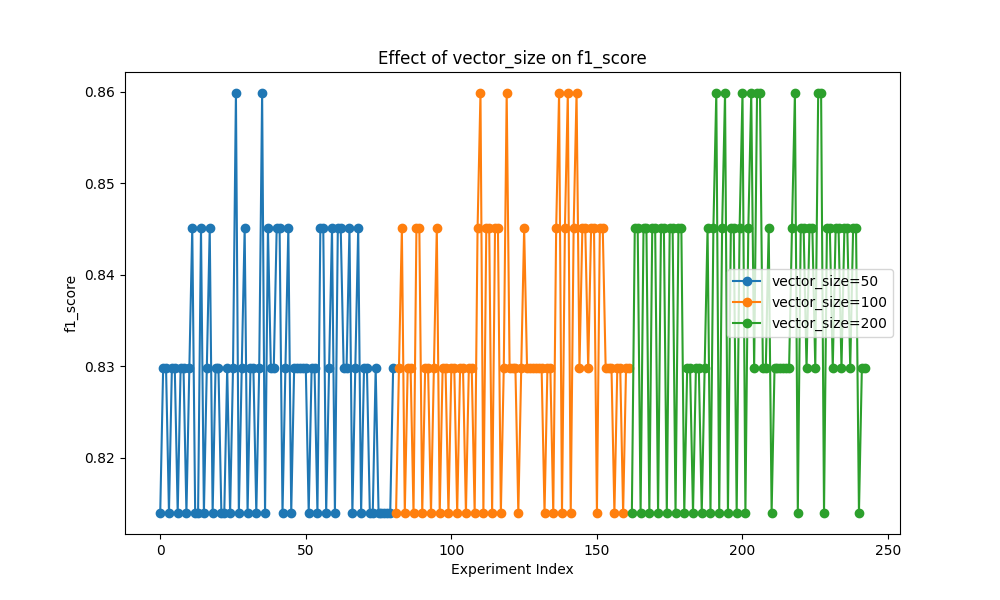 Effect of vector_size on f1_score
f1_score
0.86
0.85
0.84
0.83
0.82
vector_size=50
vector_size=100
vector_size=200
0
50
100
150
200
250
Experiment Index